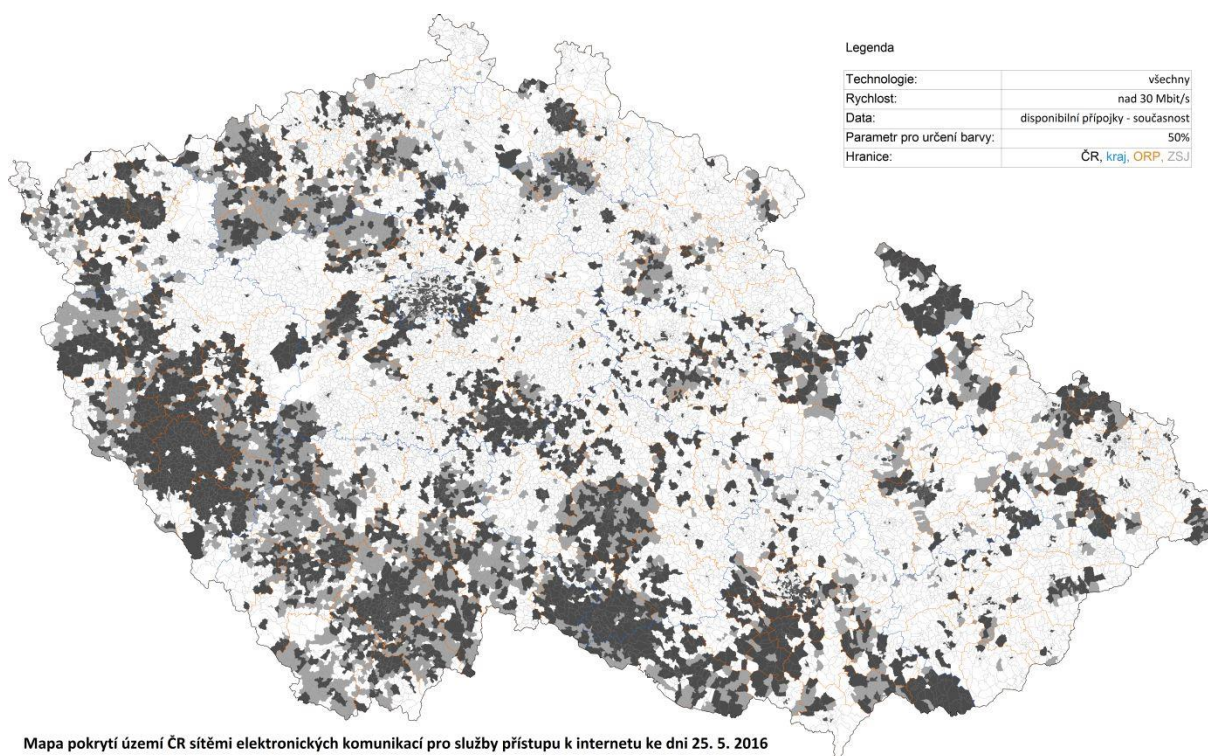 Legenda
Technologie: všechny
Rychlost: nad 30 Mbit/s
Data: disponibilní přípojky - současnost
Parametr pro určení barvy: 50%
Hranice: ČR, kraj, ORP, ZSJ
Mapa pokrytí území ČR sítěmi elektronických komunikací pro služby přístupu k internetu ke dni 25. 5. 2016